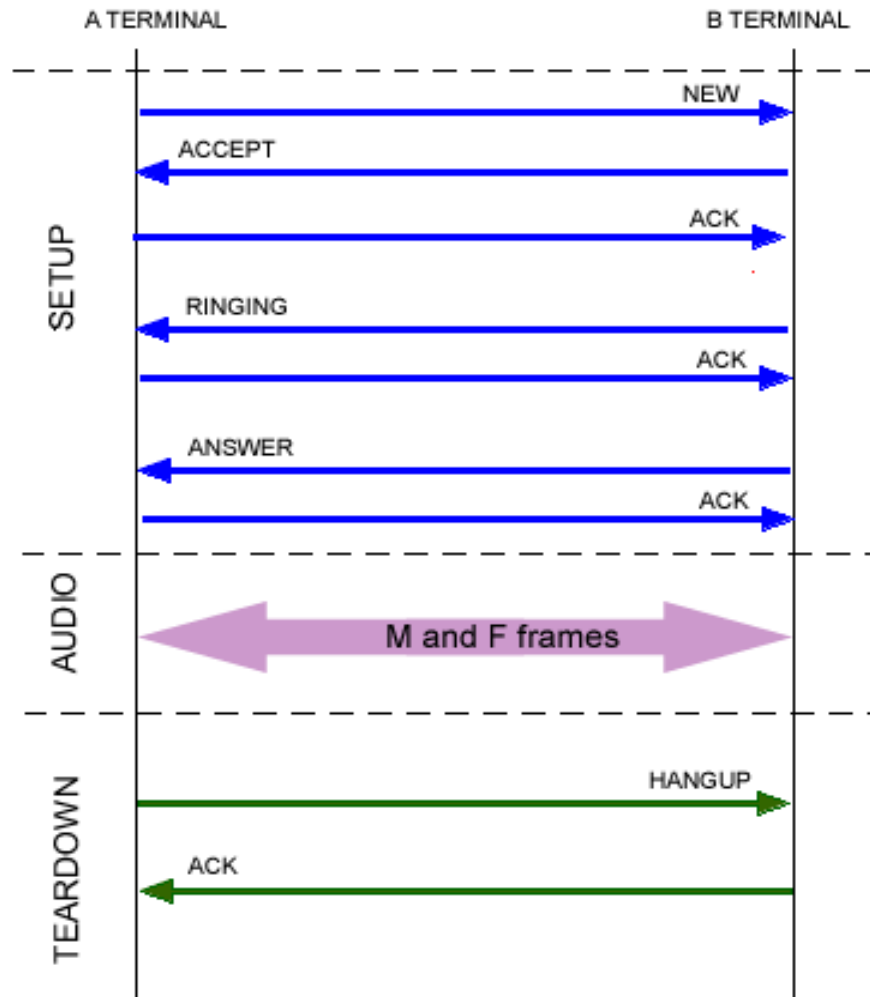 A TERMINAL
B TERMINAL
SETUP
NEW
ACCEPT
ACK
RINGING
ACK
ANSWER
ACK
AUDIO
M and F frames
TEARDOWN
HANGUP
ACK